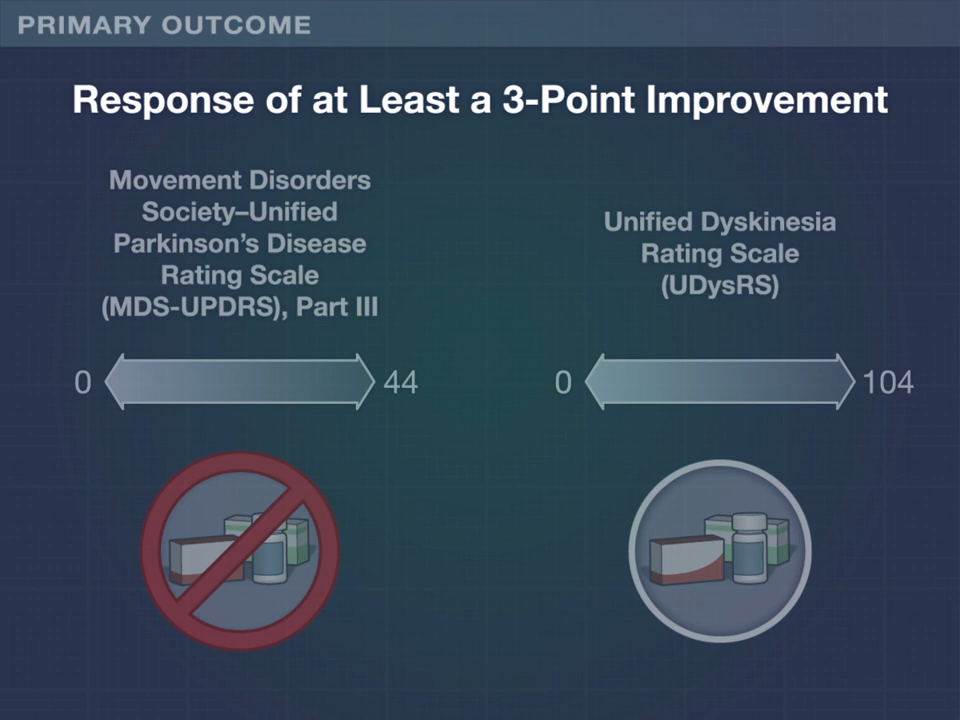 PRIMARY OUTCOME
Response of at Least a 3-Point Improvement
Movement Disorders
Society–Unified
Parkinson's Disease
Rating Scale
(MDS-UPDRS), Part III
0
44
Unified Dyskinesia
Rating Scale
(UDysRS)
0
104